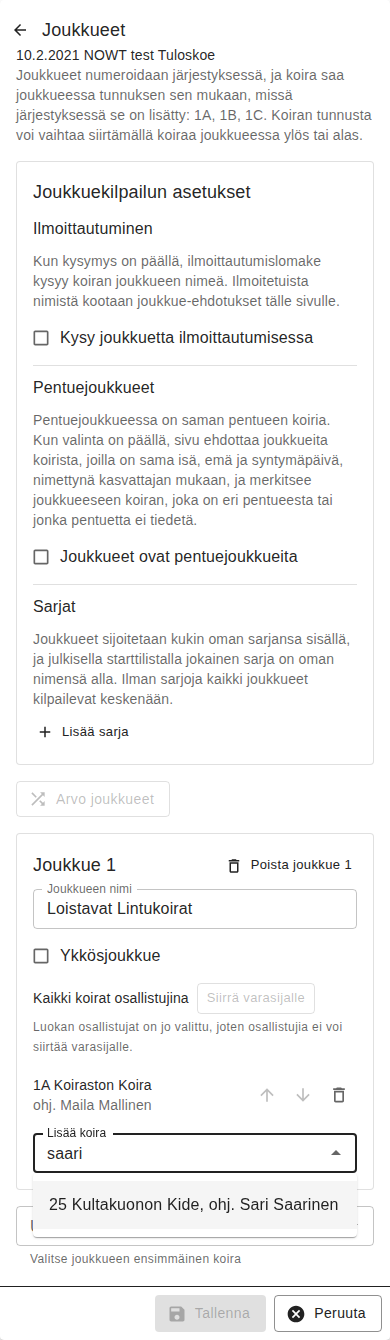 Joukkueet
10.2.2021 NOWT test Tuloskoe
Joukkueet numeroidaan järjestyksessä, ja koira saa
joukkueessa tunnuksen sen mukaan, missä
järjestyksessä se on lisätty: 1A, 1B, 1C. Koiran tunnusta
voi vaihtaa siirtämällä koiraa joukkueessa ylös tai alas.
Joukkuekilpailun asetukset
Ilmoittautuminen
Kun kysymys on päällä, ilmoittautumislomake
kysyy koiran joukkueen nimeä. Ilmoitetuista
nimistä kootaan joukkue-ehdotukset tälle sivulle.
Kysy joukkuetta ilmoittautumisessa
Pentuejoukkueet
Pentuejoukkueessa on saman pentueen koiria.
Kun valinta on päällä, sivu ehdottaa joukkueita
koirista, joilla on sama isä, emä ja syntymäpäivä,
nimettynä kasvattajan mukaan, ja merkitsee
joukkueeseen koiran, joka on eri pentueesta tai
jonka pentuetta ei tiedetä.
Joukkueet ovat pentuejoukkueita
Sarjat
Joukkueet sijoitetaan kukin oman sarjansa sisällä,
ja julkisella starttilistalla jokainen sarja on oman
nimensä alla. Ilman sarjoja kaikki joukkueet
kilpailevat keskenään.
Lisää sarja
Arvo joukkueet
Joukkue 1
Poista joukkue 1
Joukkueen nimi
Loistavat Lintukoirat
Ykkösjoukkue
Kaikki koirat osallistujina
Siirrä varasijalle
Luokan osallistujat on jo valittu, joten osallistujia ei voi
siirtää varasijalle.
1A Koiraston Koira
ohj. Maila Mallinen
Lisää koira
saari
25 Kultakuonon Kide, ohj. Sari Saarinen
Valitse joukkueen ensimmäinen koira
Tallenna
Peruuta